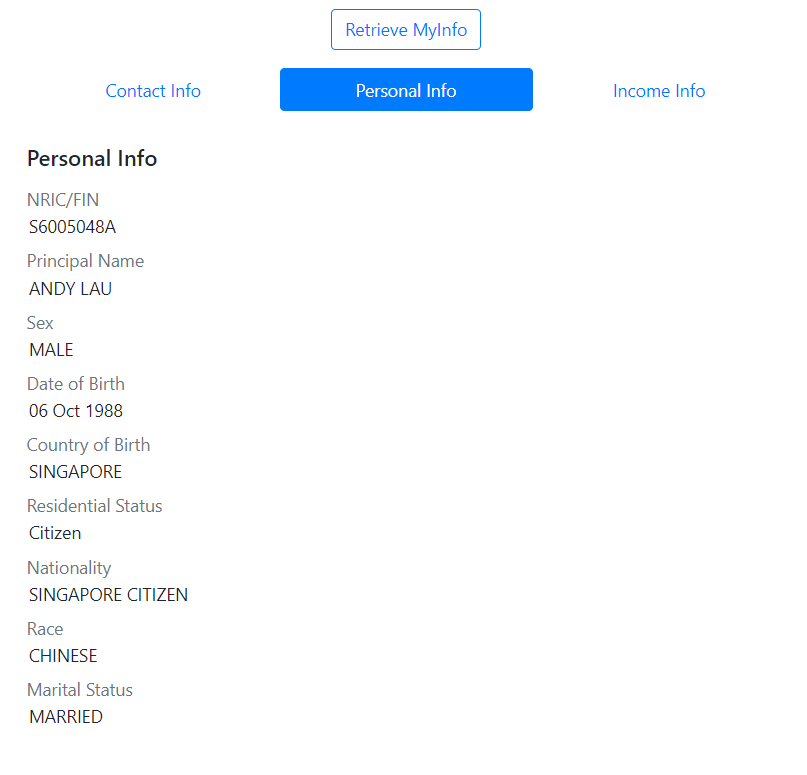 Retrieve MyInfo
Contact Info Personal Info Income Info
Personal Info
NRIC/FIN
S6005048A
Principal Name
ANDY LAU
Sex
MALE
Date of Birth
06 Oct 1988
Country of Birth
SINGAPORE
Residential Status
Citizen
Nationality
SINGAPORE CITIZEN
Race
CHINESE
Marital Status
MARRIED